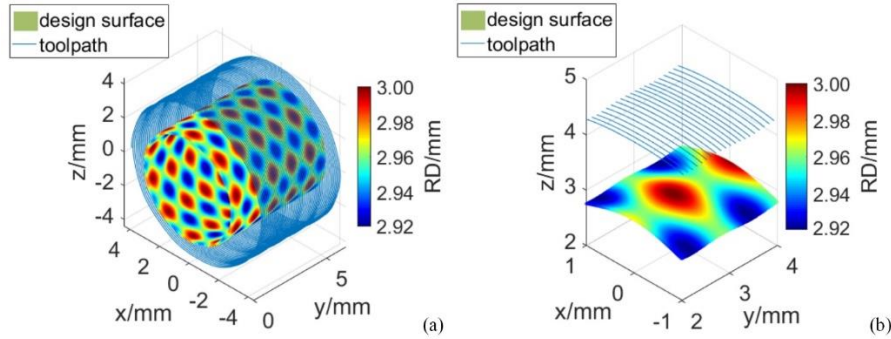 design surface
toolpath
4
2
0
-2
-4
z/mm
4
2
0
-2
-4
x/mm
0
5
y/mm
3.00
2.98
2.96
2.94
2.92
RD/mm
(a)
design surface
toolpath
5
4
3
2
z/mm
1
0
-1
x/mm
2
3
4
y/mm
3.00
2.98
2.96
2.94
2.92
RD/mm
(b)